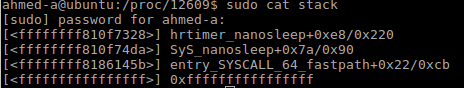 ahmed-a@ubuntu:/proc/12609$ sudo cat stack
[sudo] password for ahmed-a:
[<ffffffff810f7328>] hrtimer_nanosleep+0xe8/0x220
[<ffffffff810f74da>] SyS_nanosleep+0x7a/0x90
[<ffffffff8186145b>] entry_SYSCALL_64_fastpath+0x22/0xcb
[<ffffffffffffffff>] 0xffffffffffffffff